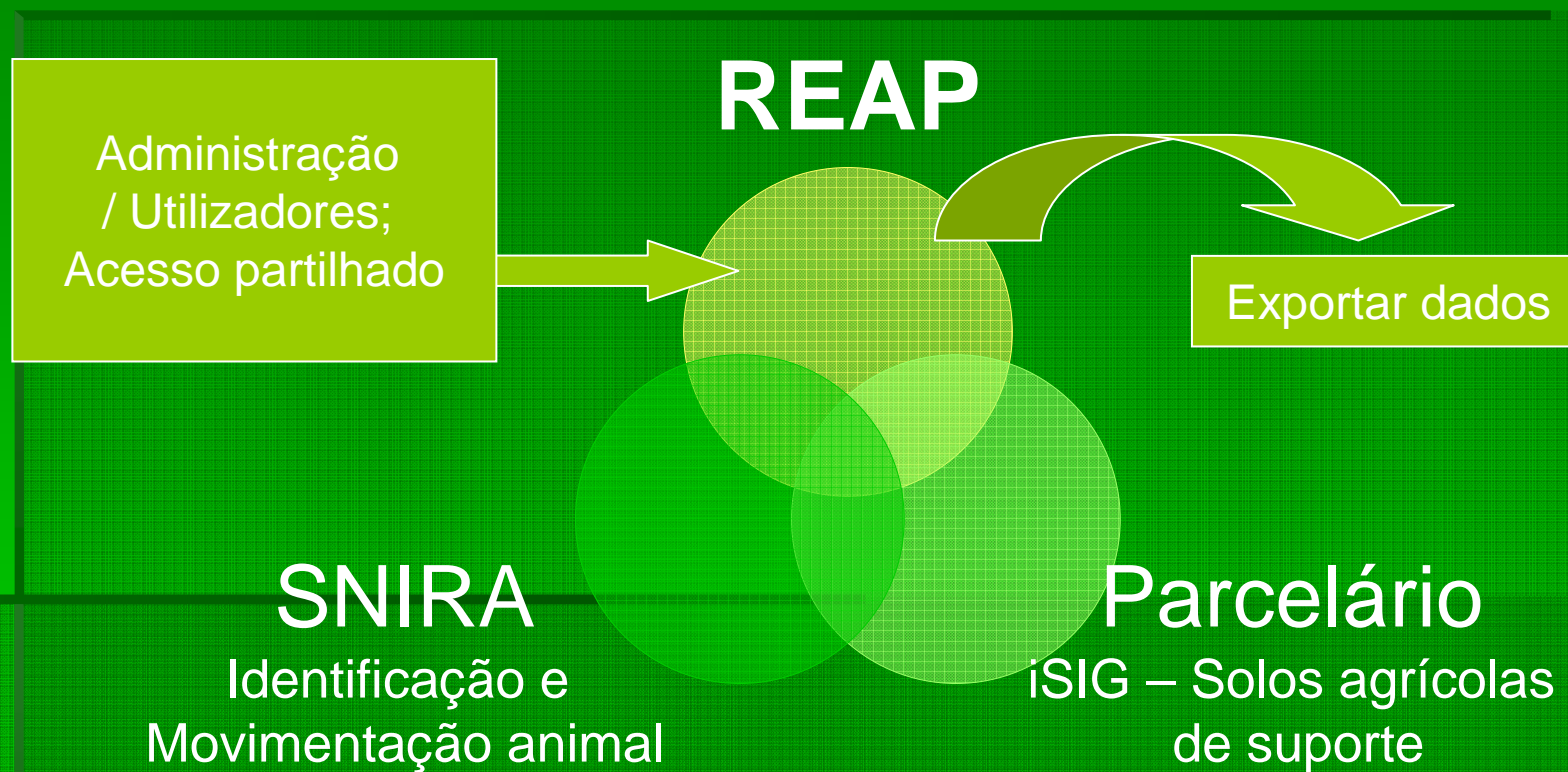 REAP
Administração
/ Utilizadores;
Acesso partilhado
Exportar dados
SNIRA
Identificação e
Movimentação animal
Parcelário
iSIG – Solos agrícolas
de suporte